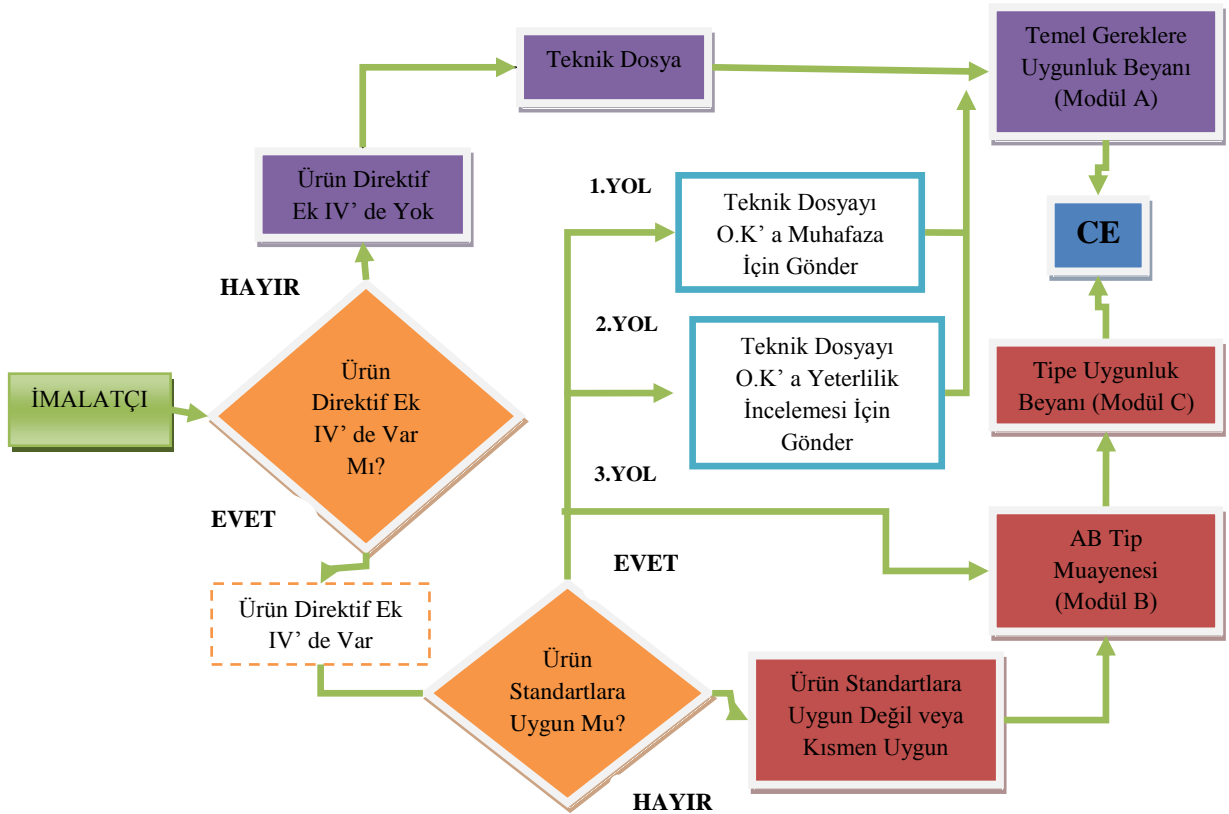 Teknik Dosya
Temel Gereklere
Uygunluk Beyanı
(Modül A)
Ürün Direktif
Ek IV’ de Yok
1.YOL
Teknik Dosyayı
O.K’ a Muhafaza
İçin Gönder
CE
HAYIR
2.YOL
Teknik Dosyayı
O.K’ a Yeterlilik
İncelemesi İçin
Gönder
Tipe Uygunluk
Beyanı (Modül C)
İMALATÇI
Ürün
Direktif Ek
IV’ de Var
Mı?
3.YOL
EVET
EVET
AB Tip
Muayenesi
(Modül B)
Ürün Direktif Ek
IV’ de Var
Ürün
Standartlara
Uygun Mu?
Ürün Standartlara
Uygun Değil veya
Kısmen Uygun
HAYIR